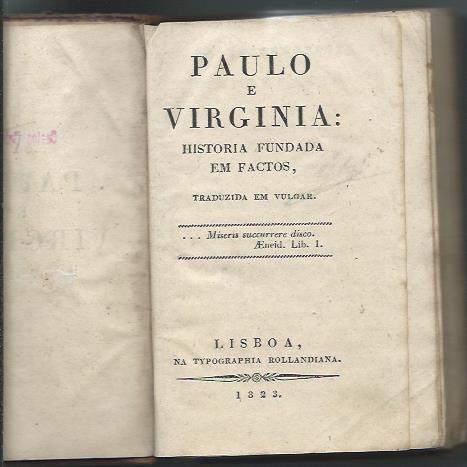 PAULO
E
VIRGINIA:
HISTORIA FUNDADA
EM FACTOS,
TRADUZIDA EM VULGAR.
. . . Miseris succurrere disco.
Æneid. Lib. 1.
LISBOA,
NA TYPOGRAPHIA ROLLANDIANA.
1823.